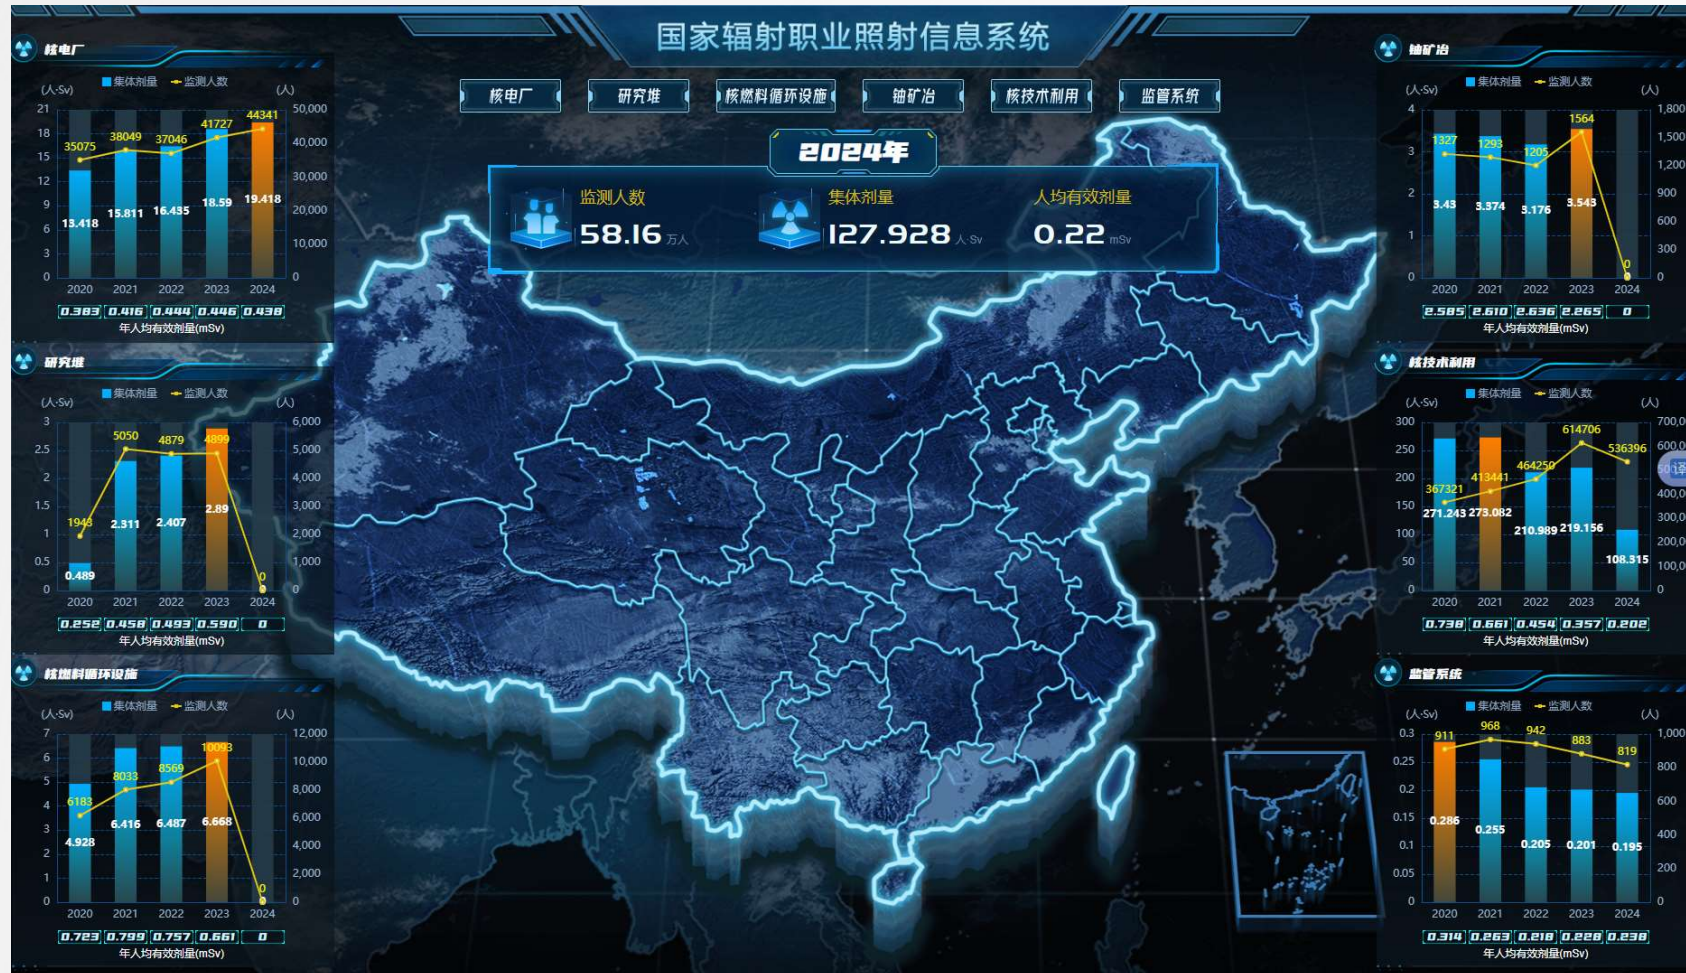 国家辐射职业照射信息系统
核电厂
研究堆
核燃料循环设施
铀矿冶
核技术利用
监管系统
2024年
监测人数
58.16 万人
集体剂量
127.928 人·Sv
人均有效剂量
0.22 mSv
核电厂
集体剂量 监测人数
(人·Sv) (人)
21 50,000
18 40,000
15 30,000
12 20,000
9 10,000
6 0
3
0
35075 38049 37046 41727 44341
13.418 15.811 16.435 18.59 19.418
2020 2021 2022 2023 2024
0.383 0.416 0.444 0.446 0.438
年人均有效剂量(mSv)
研究堆
集体剂量 监测人数
(人·Sv) (人)
3 6,000
2.5 5,000
2 4,000
1.5 3,000
1 2,000
0.5 1,000
0 0
1943 5050 4879 4899 0
0.489 2.311 2.407 2.89
2020 2021 2022 2023 2024
0.252 0.458 0.493 0.590 0
年人均有效剂量(mSv)
核燃料循环设施
集体剂量 监测人数
(人·Sv) (人)
7 12,000
6 10,000
5 8,000
4 6,000
3 4,000
2 2,000
1 0
0
6183 8033 8569 10093 0
4.928 6.416 6.487 6.668
2020 2021 2022 2023 2024
0.723 0.799 0.757 0.661 0
年人均有效剂量(mSv)
铀矿冶
集体剂量 监测人数
(人·Sv) (人)
4 1,800
3 1,500
2 1,200
1 900
0 600
300
0
1327 1293 1205 1564 0
3.43 3.374 3.176 3.543
2020 2021 2022 2023 2024
2.585 2.610 2.636 2.265 0
年人均有效剂量(mSv)
核技术利用
集体剂量 监测人数
(人·Sv) (人)
300 700,0
250 600,0
200 400,0
150 300,0
100 200,0
50 100,0
0 0
译
367321 413441 464250 614706 536396
271.243 273.082 210.989 219.156 108.315
2020 2021 2022 2023 2024
0.738 0.661 0.454 0.357 0.202
年人均有效剂量(mSv)
监管系统
集体剂量 监测人数
(人·Sv) (人)
0.3 1,000
0.25 800
0.2 600
0.15 400
0.1 200
0.05 0
0
911 968 942 883 819
0.286 0.255 0.205 0.201 0.195
2020 2021 2022 2023 2024
0.314 0.263 0.218 0.228 0.238
年人均有效剂量(mSv)